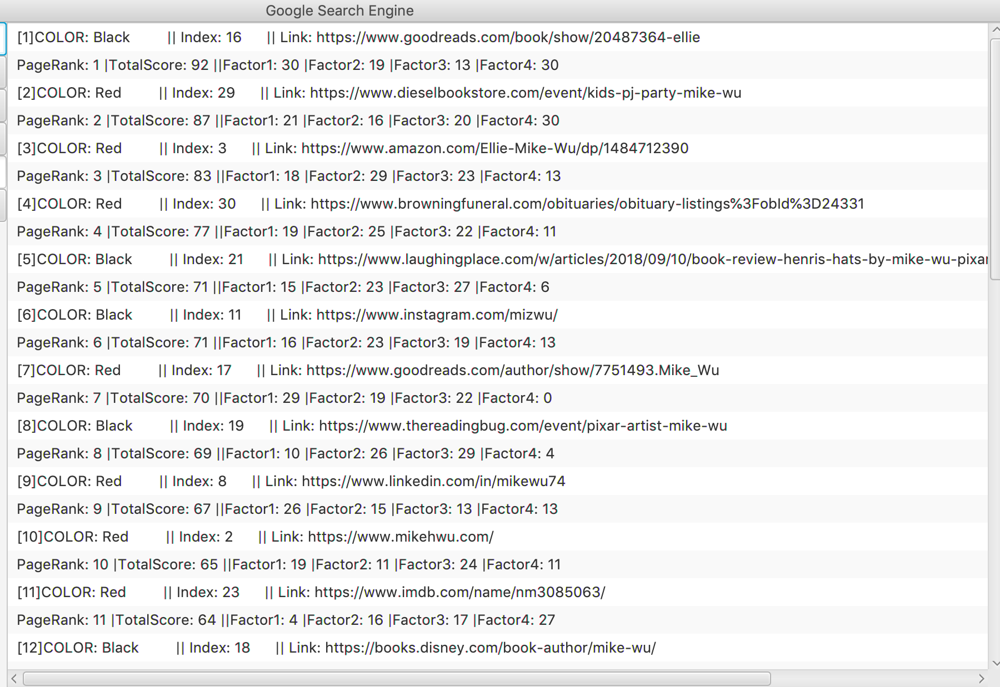 Google Search Engine
[1]COLOR: Black || Index: 16 || Link: https://www.goodreads.com/book/show/20487364-ellie
PageRank: 1 |TotalScore: 92 ||Factor1: 30 |Factor2: 19 |Factor3: 13 |Factor4: 30
[2]COLOR: Red || Index: 29 || Link: https://www.dieselbookstore.com/event/kids-pj-party-mike-wu
PageRank: 2 |TotalScore: 87 ||Factor1: 21 |Factor2: 16 |Factor3: 20 |Factor4: 30
[3]COLOR: Red || Index: 3 || Link: https://www.amazon.com/Ellie-Mike-Wu/dp/1484712390
PageRank: 3 |TotalScore: 83 ||Factor1: 18 |Factor2: 29 |Factor3: 23 |Factor4: 13
[4]COLOR: Red || Index: 30 || Link: https://www.browningfuneral.com/obituaries/obituary-listings%3FobId%3D24331
PageRank: 4 |TotalScore: 77 ||Factor1: 19 |Factor2: 25 |Factor3: 22 |Factor4: 11
[5]COLOR: Black || Index: 21 || Link: https://www.laughingplace.com/w/articles/2018/09/10/book-review-henris-hats-by-mike-wu-pixar
PageRank: 5 |TotalScore: 71 ||Factor1: 15 |Factor2: 23 |Factor3: 27 |Factor4: 6
[6]COLOR: Black || Index: 11 || Link: https://www.instagram.com/mizwu/
PageRank: 6 |TotalScore: 71 ||Factor1: 16 |Factor2: 23 |Factor3: 19 |Factor4: 13
[7]COLOR: Red || Index: 17 || Link: https://www.goodreads.com/author/show/7751493.Mike_Wu
PageRank: 7 |TotalScore: 70 ||Factor1: 29 |Factor2: 19 |Factor3: 22 |Factor4: 0
[8]COLOR: Black || Index: 19 || Link: https://www.thereadingbug.com/event/pixar-artist-mike-wu
PageRank: 8 |TotalScore: 69 ||Factor1: 10 |Factor2: 26 |Factor3: 29 |Factor4: 4
[9]COLOR: Red || Index: 8 || Link: https://www.linkedin.com/in/mikewu74
PageRank: 9 |TotalScore: 67 ||Factor1: 26 |Factor2: 15 |Factor3: 13 |Factor4: 13
[10]COLOR: Red || Index: 2 || Link: https://www.mikehwu.com/
PageRank: 10 |TotalScore: 65 ||Factor1: 19 |Factor2: 11 |Factor3: 24 |Factor4: 11
[11]COLOR: Red || Index: 23 || Link: https://www.imdb.com/name/nm3085063/
PageRank: 11 |TotalScore: 64 ||Factor1: 4 |Factor2: 16 |Factor3: 17 |Factor4: 27
[12]COLOR: Black || Index: 18 || Link: https://books.disney.com/book-author/mike-wu/